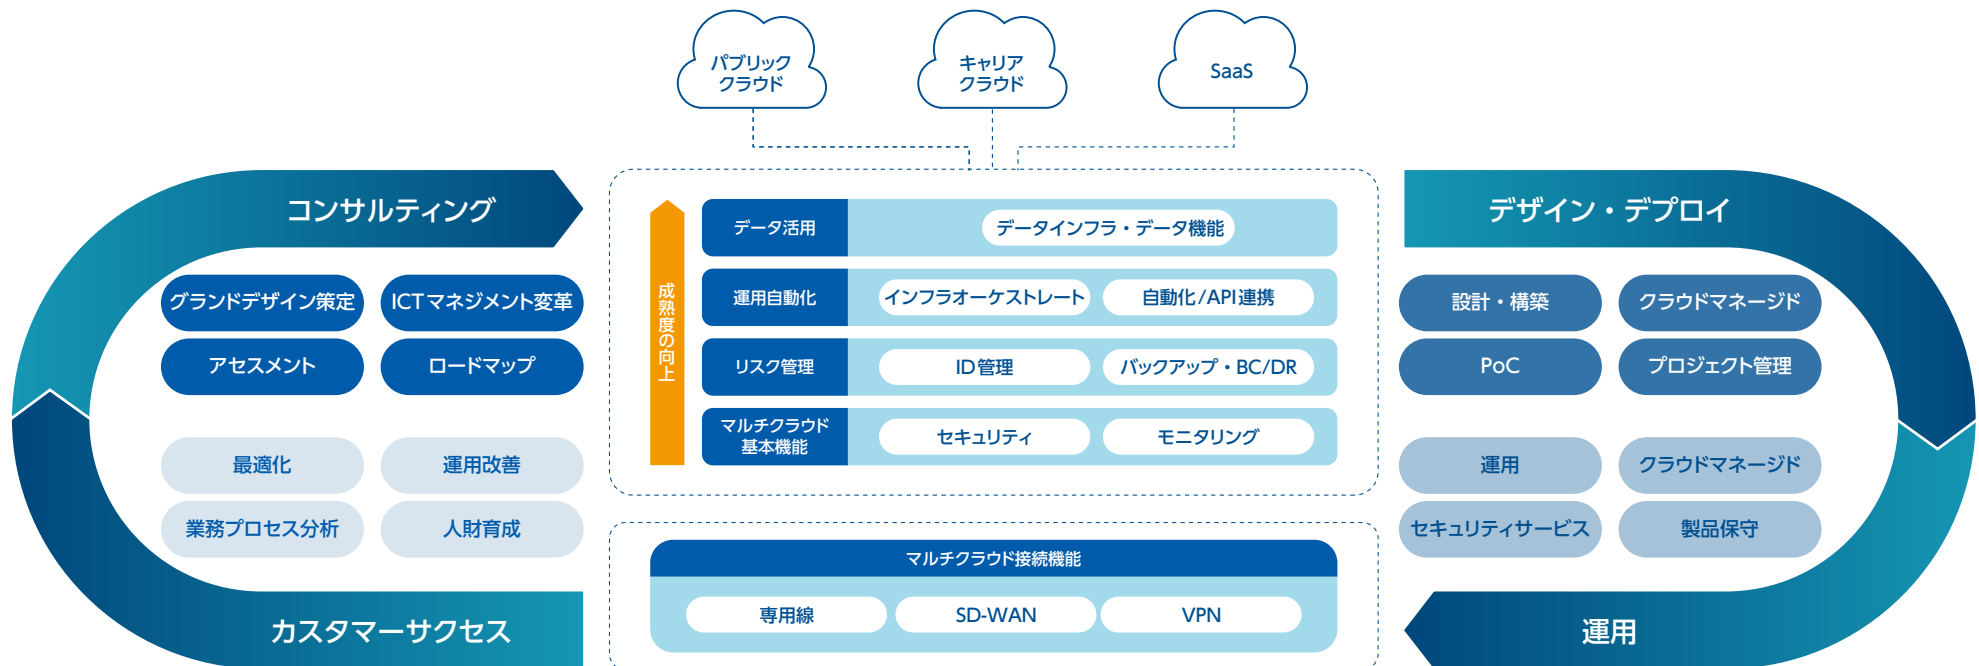 パブリック
クラウド
キャリア
クラウド
SaaS
コンサルティング
グランドデザイン策定
ICTマネジメント変革
アセスメント
ロードマップ
最適化
運用改善
業務プロセス分析
人財育成
カスタマーサクセス
成熟度の向上
データ活用
データインフラ・データ機能
運用自動化
インフラオーケストレート
自動化/API連携
リスク管理
ID管理
バックアップ・BC/DR
マルチクラウド
基本機能
セキュリティ
モニタリング
マルチクラウド接続機能
専用線
SD-WAN
VPN
デザイン・デプロイ
設計・構築
クラウドマネージド
PoC
プロジェクト管理
運用
クラウドマネージド
セキュリティサービス
製品保守
運用